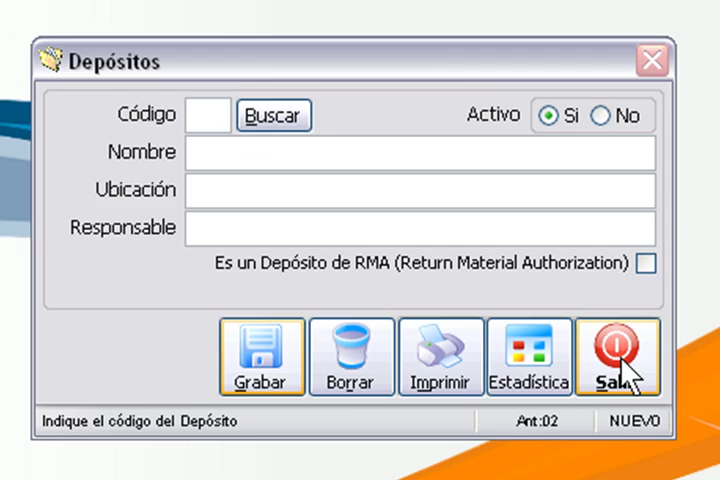 Depósitos
Código Buscar Activo Si No
Nombre
Ubicación
Responsable
Es un Depósito de RMA (Return Material Authorization)
Grabar Borrar Imprimir Estadística
Indique el código del Depósito Ant:02 NUEVO